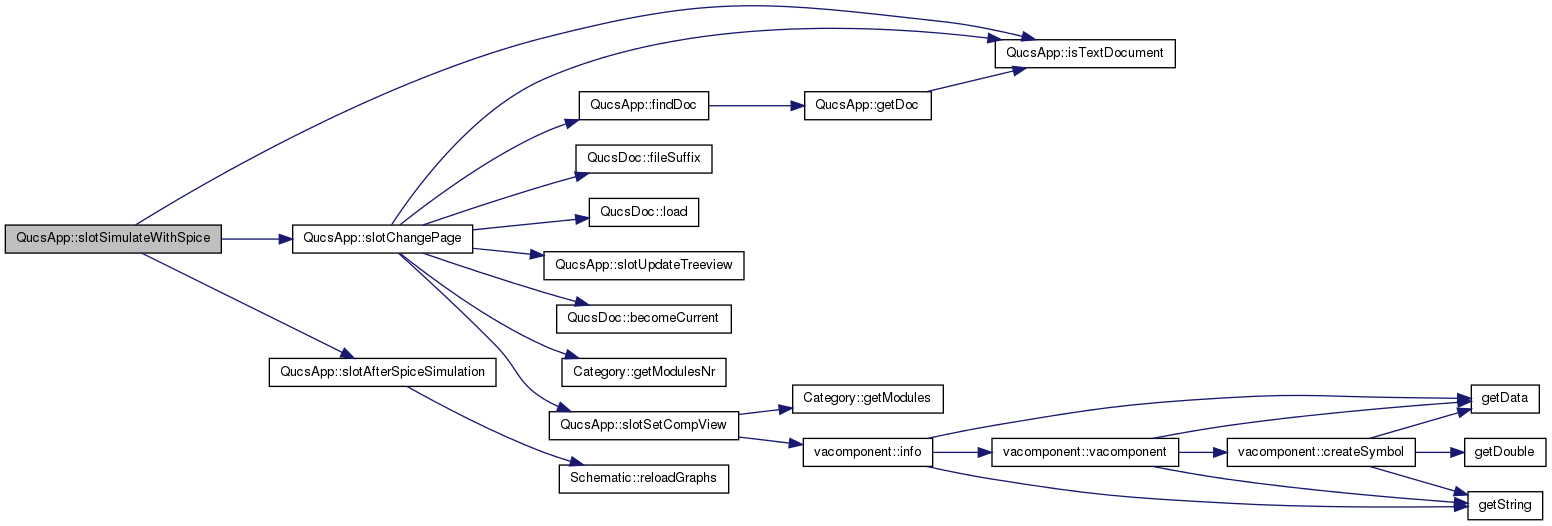 QucsApp::isTextDocument
QucsApp::findDoc
QucsApp::getDoc
QucsDoc::fileSuffix
QucsDoc::load
QucsApp::slotSimulateWithSpice
QucsApp::slotChangePage
QucsApp::slotUpdateTreeview
QucsDoc::becomeCurrent
QucsApp::slotAfterSpiceSimulation
Category::getModulesNr
Category::getModules
getData
QucsApp::slotSetCompView
vacomponent::info
vacomponent::vacomponent
vacomponent::createSymbol
getDouble
Schematic::reloadGraphs
getString